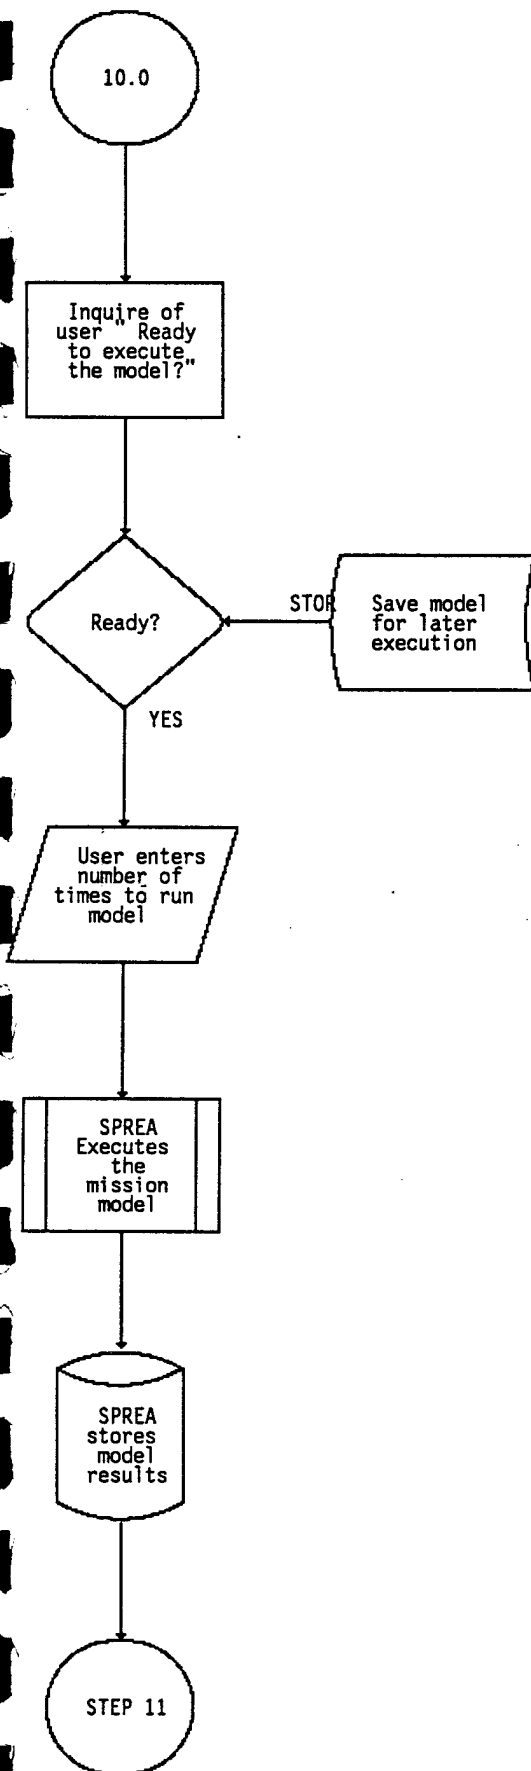 10.0
Inquire of
user " Ready
to execute
the model?"
Ready?
STOR
Save model
for later
execution
YES
User enters
number of
times to run
model
SPREA
Executes
the
mission
model
SPREA
stores
model
results
STEP 11